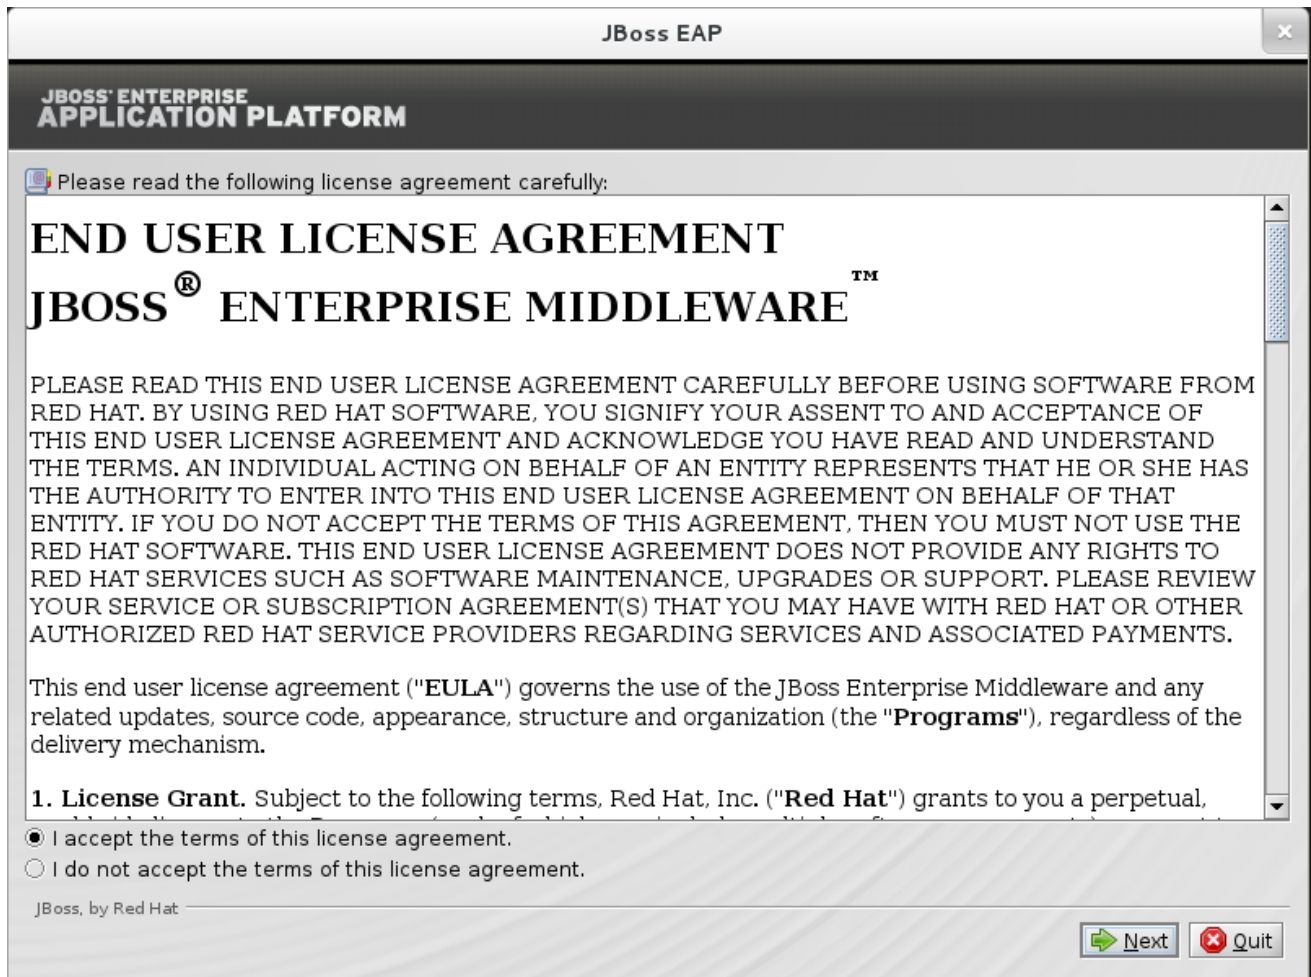 JBoss EAP
JBOSS' ENTERPRISE
APPLICATION PLATFORM
Please read the following license agreement carefully:
END USER LICENSE AGREEMENT
JBOSS® ENTERPRISE MIDDLEWARE™
PLEASE READ THIS END USER LICENSE AGREEMENT CAREFULLY BEFORE USING SOFTWARE FROM
RED HAT. BY USING RED HAT SOFTWARE, YOU SIGNIFY YOUR ASSENT TO AND ACCEPTANCE OF
THIS END USER LICENSE AGREEMENT AND ACKNOWLEDGE YOU HAVE READ AND UNDERSTAND
THE TERMS. AN INDIVIDUAL ACTING ON BEHALF OF AN ENTITY REPRESENTS THAT HE OR SHE HAS
THE AUTHORITY TO ENTER INTO THIS END USER LICENSE AGREEMENT ON BEHALF OF THAT
ENTITY. IF YOU DO NOT ACCEPT THE TERMS OF THIS AGREEMENT, THEN YOU MUST NOT USE THE
RED HAT SOFTWARE. THIS END USER LICENSE AGREEMENT DOES NOT PROVIDE ANY RIGHTS TO
RED HAT SERVICES SUCH AS SOFTWARE MAINTENANCE, UPGRADES OR SUPPORT. PLEASE REVIEW
YOUR SERVICE OR SUBSCRIPTION AGREEMENT(S) THAT YOU MAY HAVE WITH RED HAT OR OTHER
AUTHORIZED RED HAT SERVICE PROVIDERS REGARDING SERVICES AND ASSOCIATED PAYMENTS.
This end user license agreement ("EULA") governs the use of the JBoss Enterprise Middleware and any
related updates, source code, appearance, structure and organization (the "Programs"), regardless of the
delivery mechanism.
1. License Grant. Subject to the following terms, Red Hat, Inc. ("Red Hat") grants to you a perpetual,
I accept the terms of this license agreement.
I do not accept the terms of this license agreement.
JBoss, by Red Hat
Next
Quit